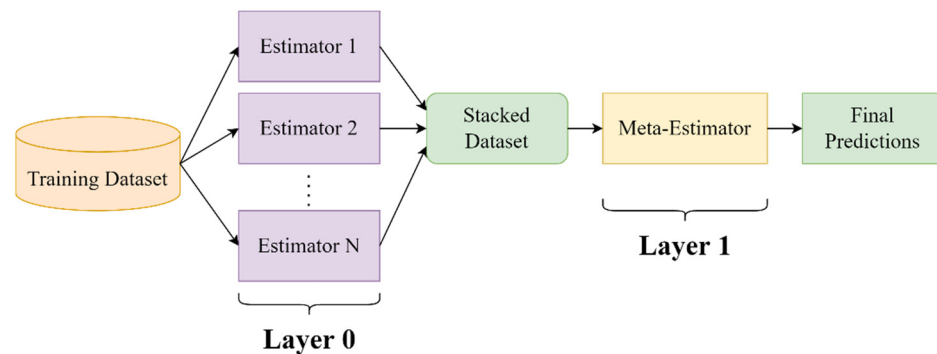 Training Dataset
Estimator 1
Estimator 2
Estimator N
Layer 0
Stacked
Dataset
Meta-Estimator
Layer 1
Final
Predictions